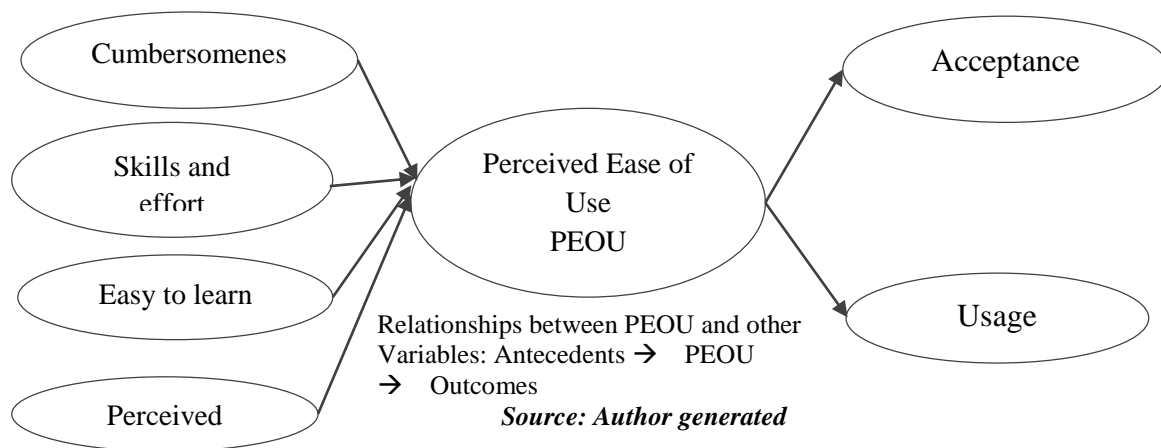 Cumbersomenes
Skills and
effort
Easy to learn
Perceived
Perceived Ease of
Use
PEOU
Acceptance
Usage
Relationships between PEOU and other
Variables: Antecedents → PEOU
→ Outcomes
Source: Author generated